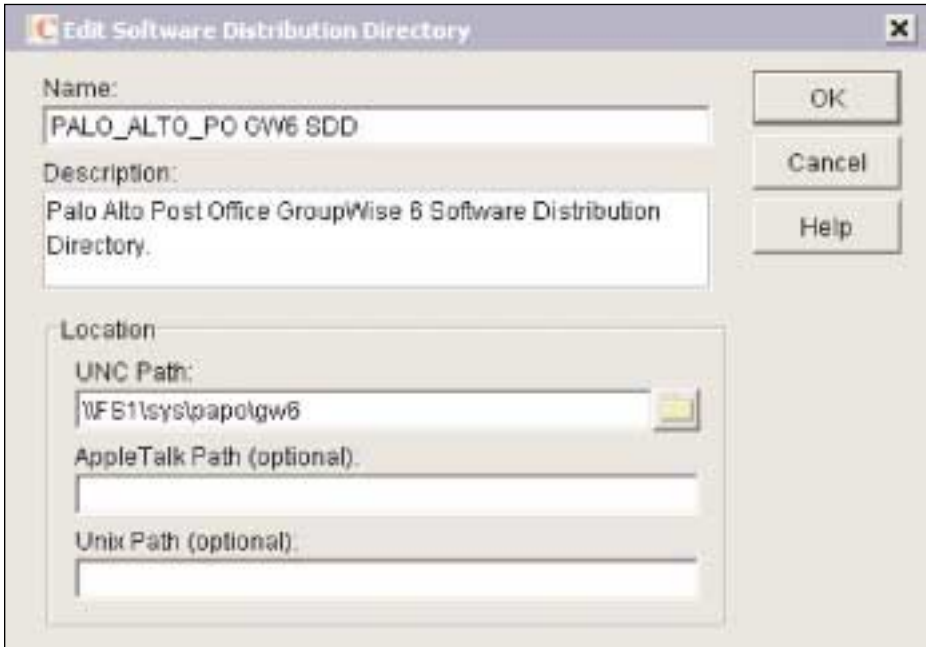 Edit Software Distribution Directory
Name:
PALO_ALTO_PO GW6 SDD
Description:
Palo Alto Post Office GroupWise 6 Software Distribution
Directory.
Location
UNC Path:
\\FS1\sys\papo\gw6
AppleTalk Path (optional):
Unix Path (optional):
OK
Cancel
Help